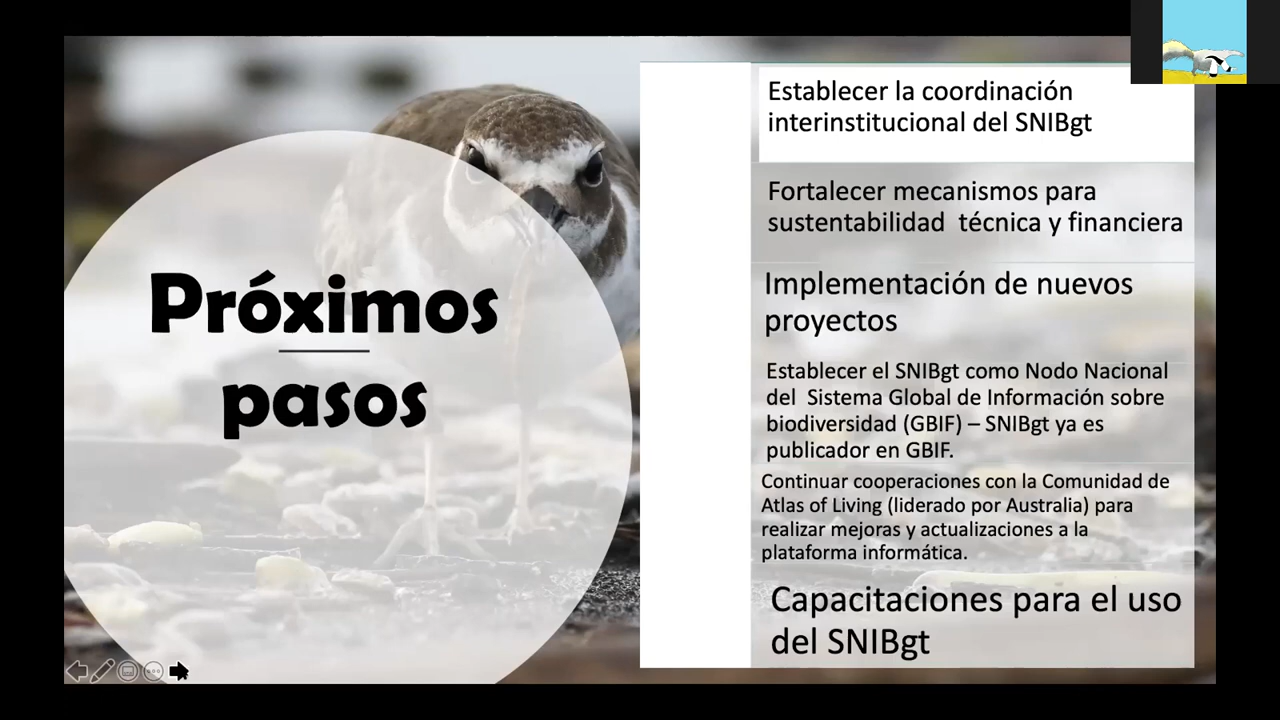 Próximos
pasos
Establecer la coordinación
interinstitucional del SNIBgt
Fortalecer mecanismos para
sustentabilidad técnica y financiera
Implementación de nuevos
proyectos
Establecer el SNIBgt como Nodo Nacional
del Sistema Global de Información sobre
biodiversidad (GBIF) – SNIBgt ya es
publicador en GBIF.
Continuar cooperaciones con la Comunidad de
Atlas of Living (liderado por Australia) para
realizar mejoras y actualizaciones a la
plataforma informática.
Capacitaciones para el uso
del SNIBgt